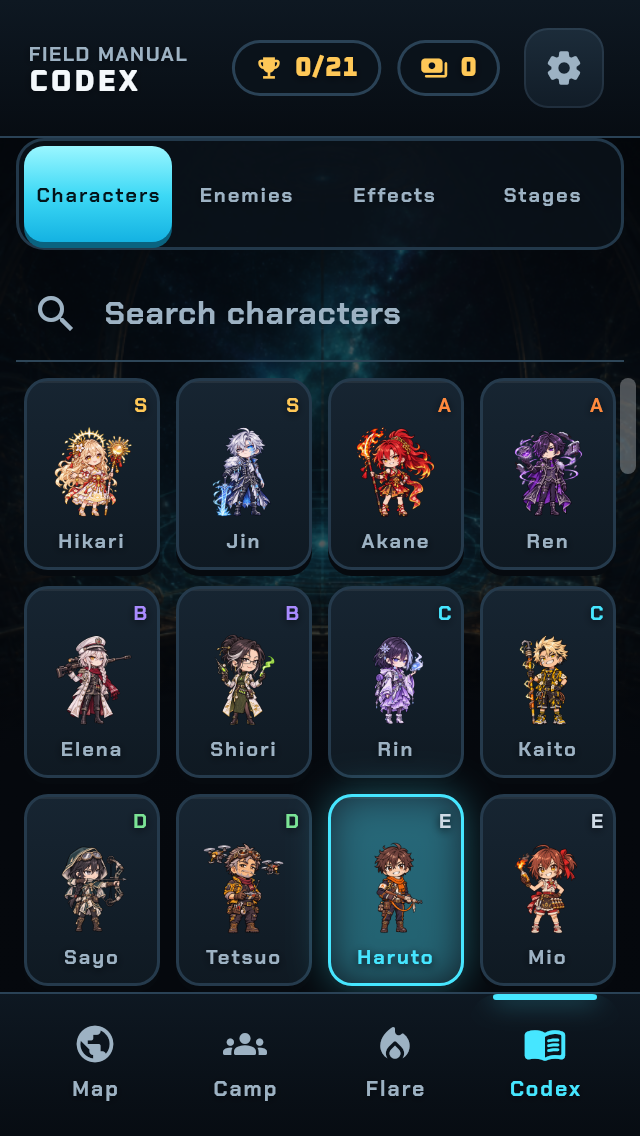 FIELD MANUAL
CODEX
0/21
0
Characters
Enemies
Effects
Stages
Search characters
S
Hikari
S
Jin
A
Akane
A
Ren
B
Elena
B
Shiori
C
Rin
C
Kaito
D
Sayo
D
Tetsuo
E
Haruto
E
Mio
Map
Camp
Flare
Codex